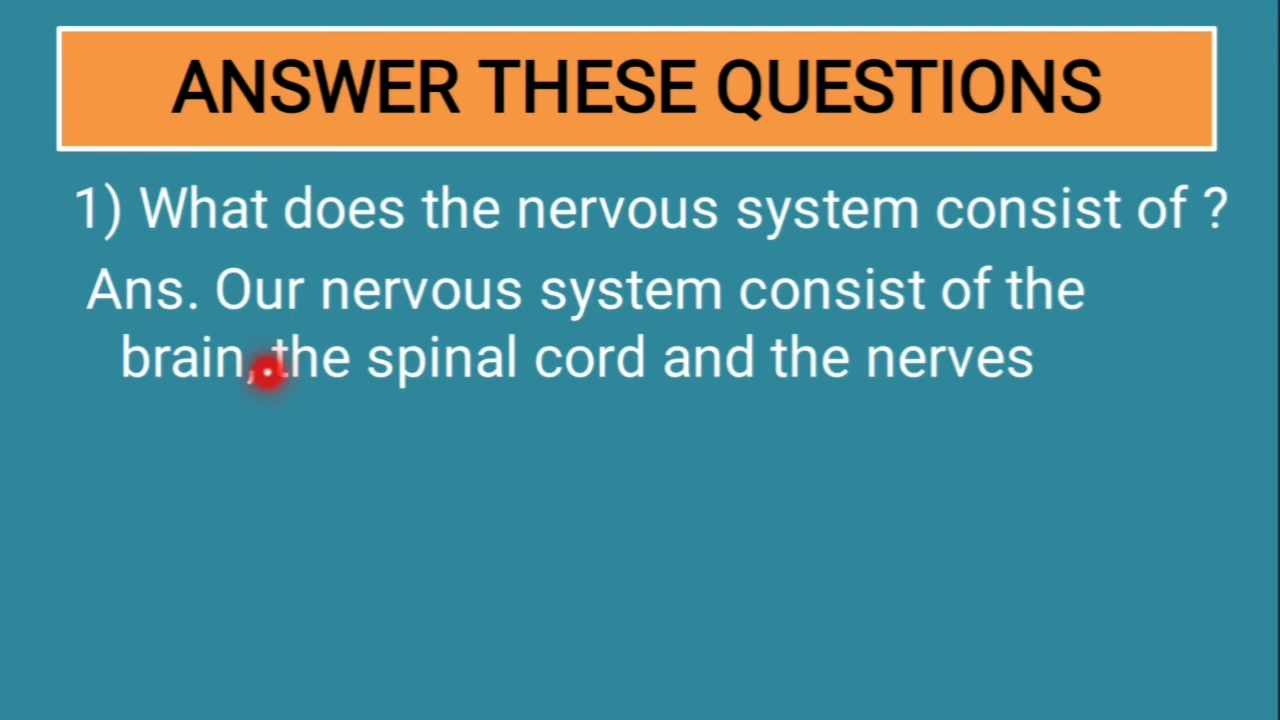 ANSWER THESE QUESTIONS
1) What does the nervous system consist of ?
Ans. Our nervous system consist of the
brain, the spinal cord and the nerves